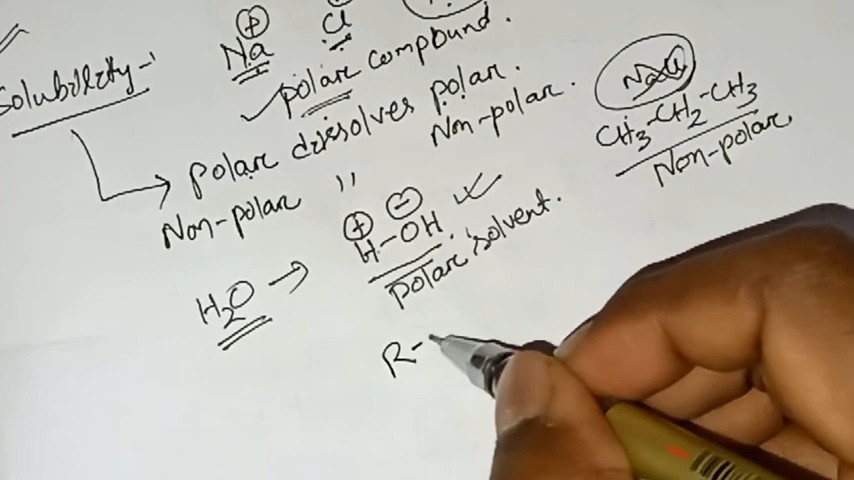 ⊕
Na Cl
Solubility -
✓ polar compound.
→ polar dissolves polar.
Non-polar " Non-polar.
NaCl
CH3-CH2-CH3
Non-polar
⊕ ⊖
H2O → H-OH. ✓
polar solvent.
R-